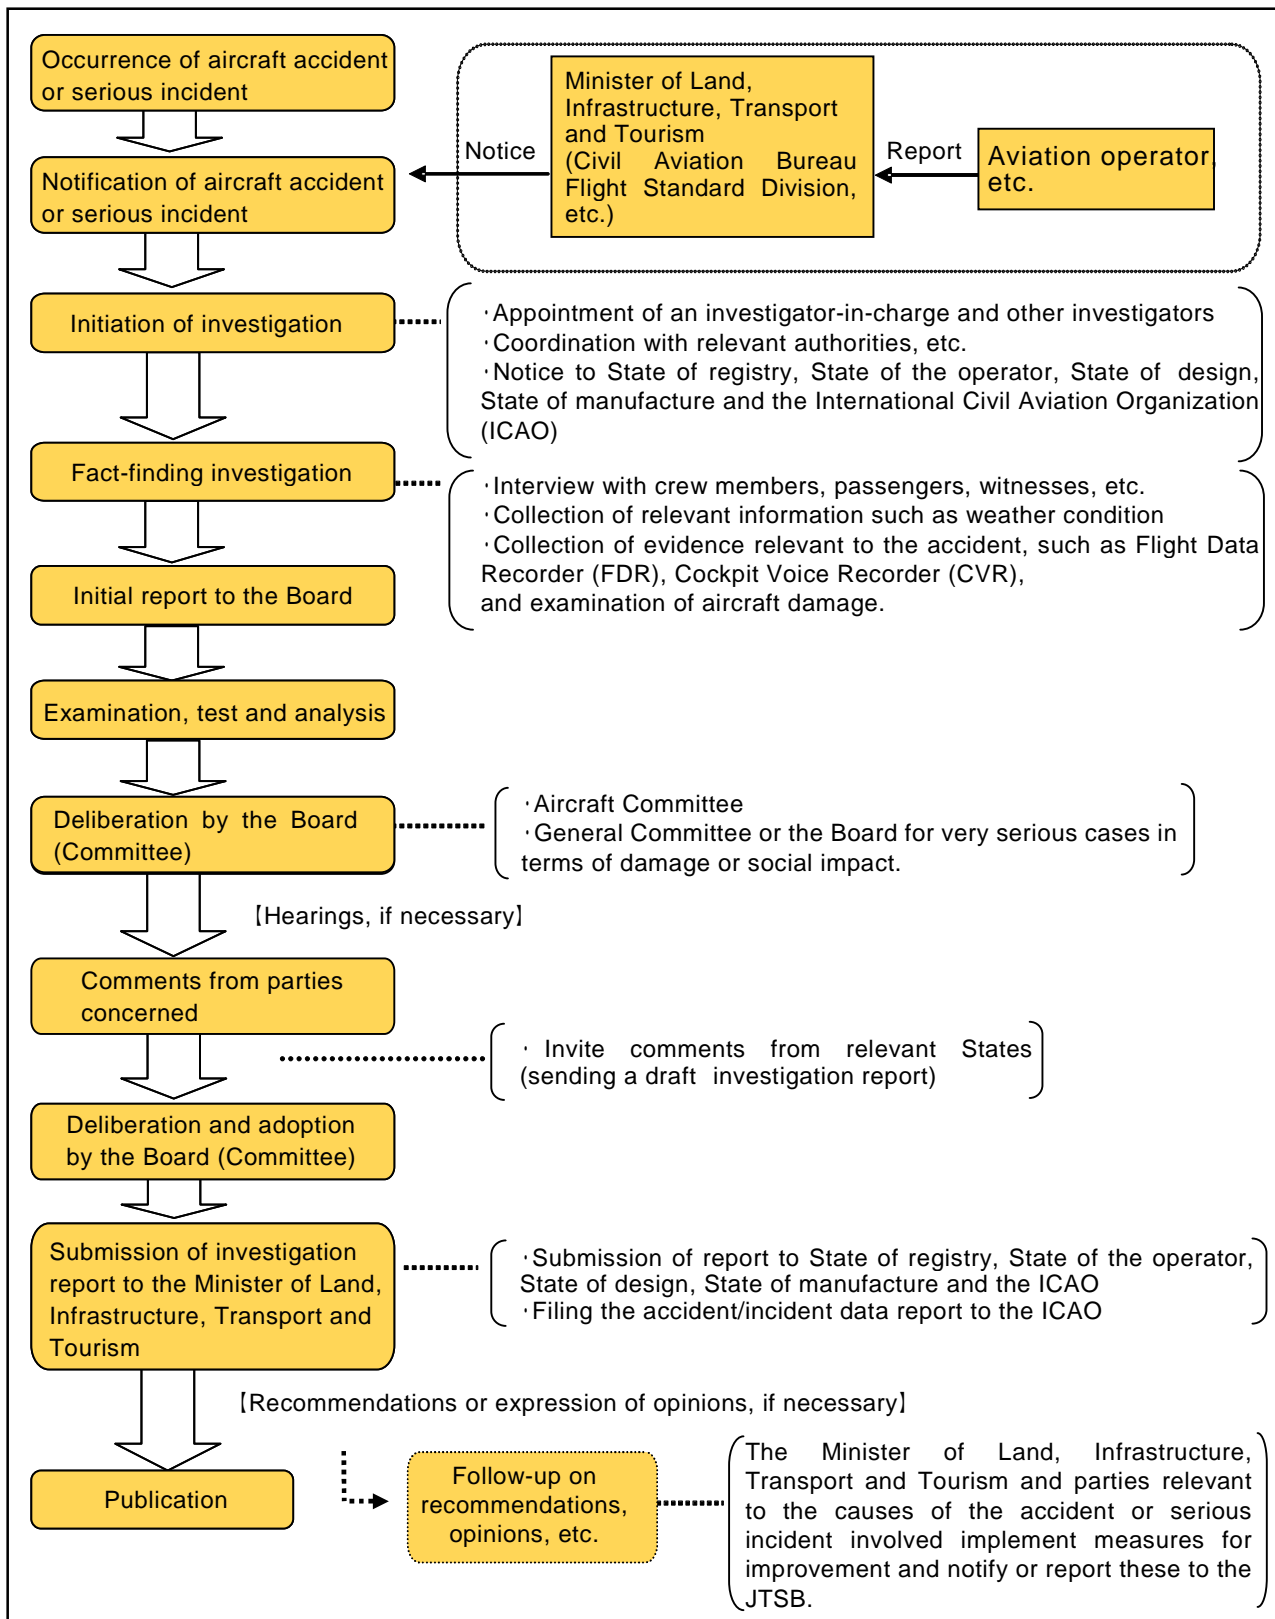 Occurrence of aircraft accident
or serious incident
Minister of Land,
Infrastructure, Transport
and Tourism
(Civil Aviation Bureau
Flight Standard Division,
etc.)
Notice
Report
Aviation operator,
etc.
Notification of aircraft accident
or serious incident
Initiation of investigation
･Appointment of an investigator-in-charge and other investigators
･Coordination with relevant authorities, etc.
･Notice to State of registry, State of the operator, State of design,
State of manufacture and the International Civil Aviation Organization
(ICAO)
Fact-finding investigation
･Interview with crew members, passengers, witnesses, etc.
･Collection of relevant information such as weather condition
･Collection of evidence relevant to the accident, such as Flight Data
Recorder (FDR), Cockpit Voice Recorder (CVR),
and examination of aircraft damage.
Initial report to the Board
Examination, test and analysis
Deliberation by the Board
(Committee)
･Aircraft Committee
･General Committee or the Board for very serious cases in
terms of damage or social impact.
【Hearings, if necessary】
Comments from parties
concerned
･Invite comments from relevant States
(sending a draft investigation report)
Deliberation and adoption
by the Board (Committee)
Submission of investigation
report to the Minister of Land,
Infrastructure, Transport and
Tourism
･Submission of report to State of registry, State of the operator,
State of design, State of manufacture and the ICAO
･Filing the accident/incident data report to the ICAO
【Recommendations or expression of opinions, if necessary】
Publication
Follow-up on
recommendations,
opinions, etc.
The Minister of Land, Infrastructure,
Transport and Tourism and parties relevant
to the causes of the accident or serious
incident involved implement measures for
improvement and notify or report these to the
JTSB.